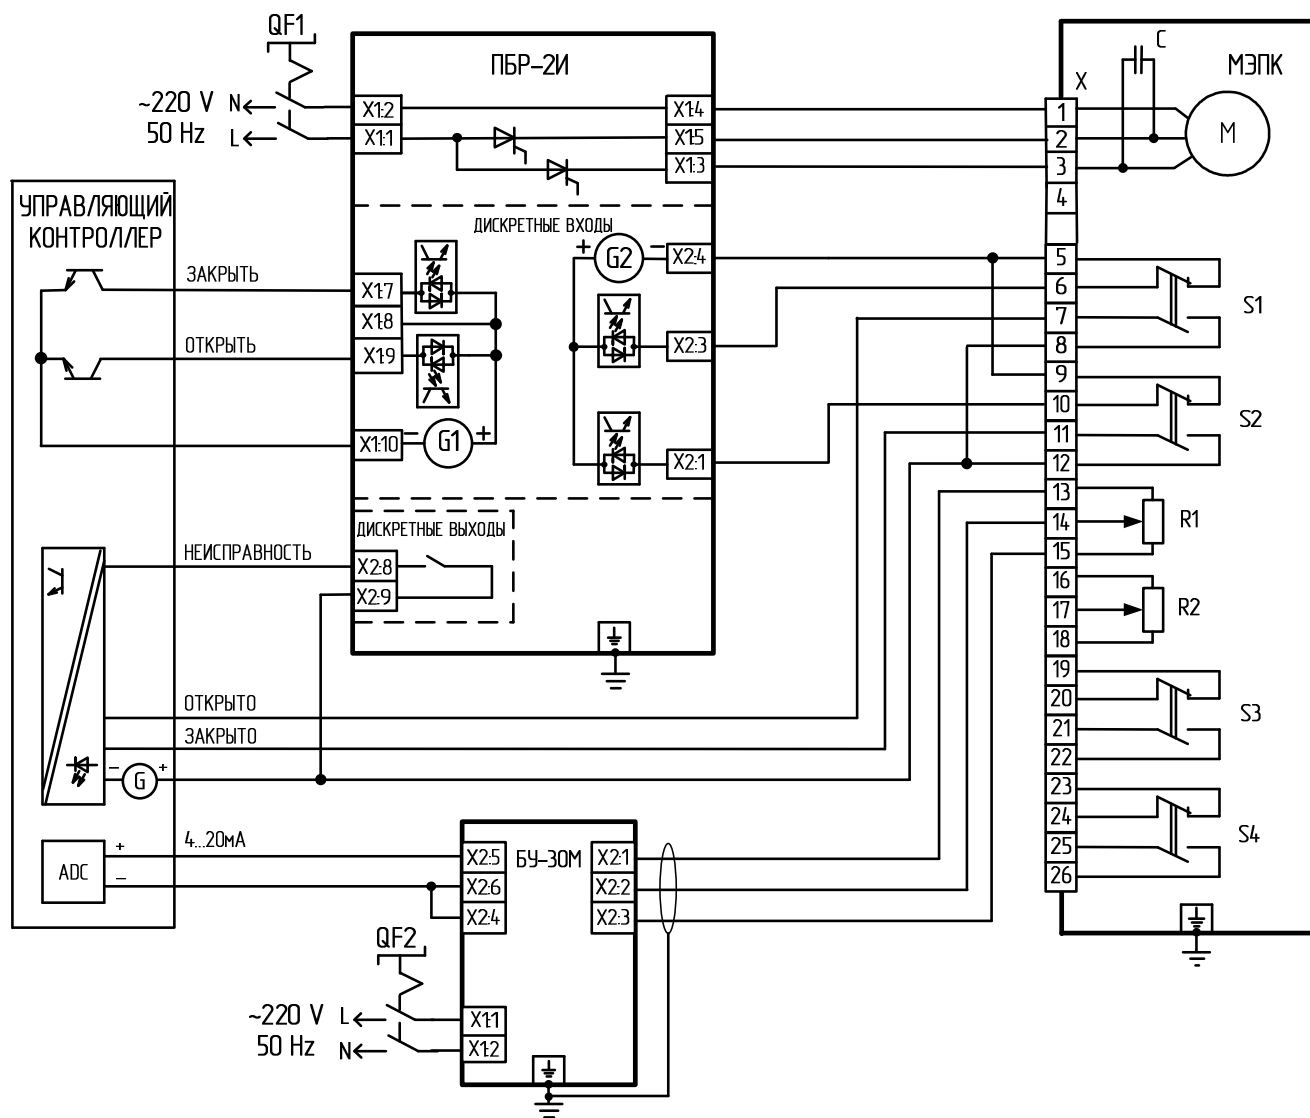 QF1
~220 V N
50 Hz L
ПБР-2И
X1:2
X1:1
X1:4
X1:5
X1:3
МЭПК
C
X
M
1
2
3
4
5
6
7
8
9
10
11
12
13
14
15
16
17
18
19
20
21
22
23
24
25
26
S1
S2
R1
R2
S3
S4
УПРАВЛЯЮЩИЙ
КОНТРОЛЛЕР
ЗАКРЫТЬ
ОТКРЫТЬ
X1:7
X1:8
X1:9
X1:10
− G1 +
ДИСКРЕТНЫЕ ВХОДЫ
+ G2 −
X2:4
X2:3
X2:1
ДИСКРЕТНЫЕ ВЫХОДЫ
НЕИСПРАВНОСТЬ
X2:8
X2:9
ОТКРЫТО
ЗАКРЫТО
− G +
ADC
+
−
4...20мА
БУ-30М
X2:5
X2:6
X2:4
X2:1
X2:2
X2:3
QF2
~220 V L
50 Hz N
X1:1
X1:2